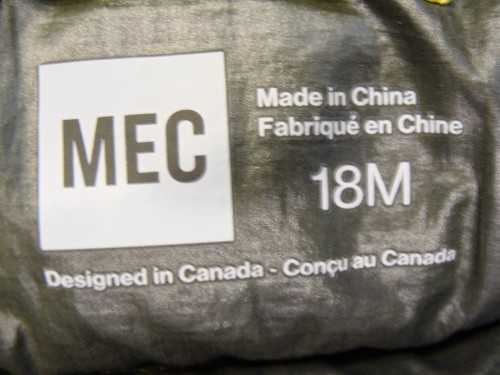 MEC
Made in China
Fabriqué en Chine
18M
Designed in Canada - Conçu au Canada